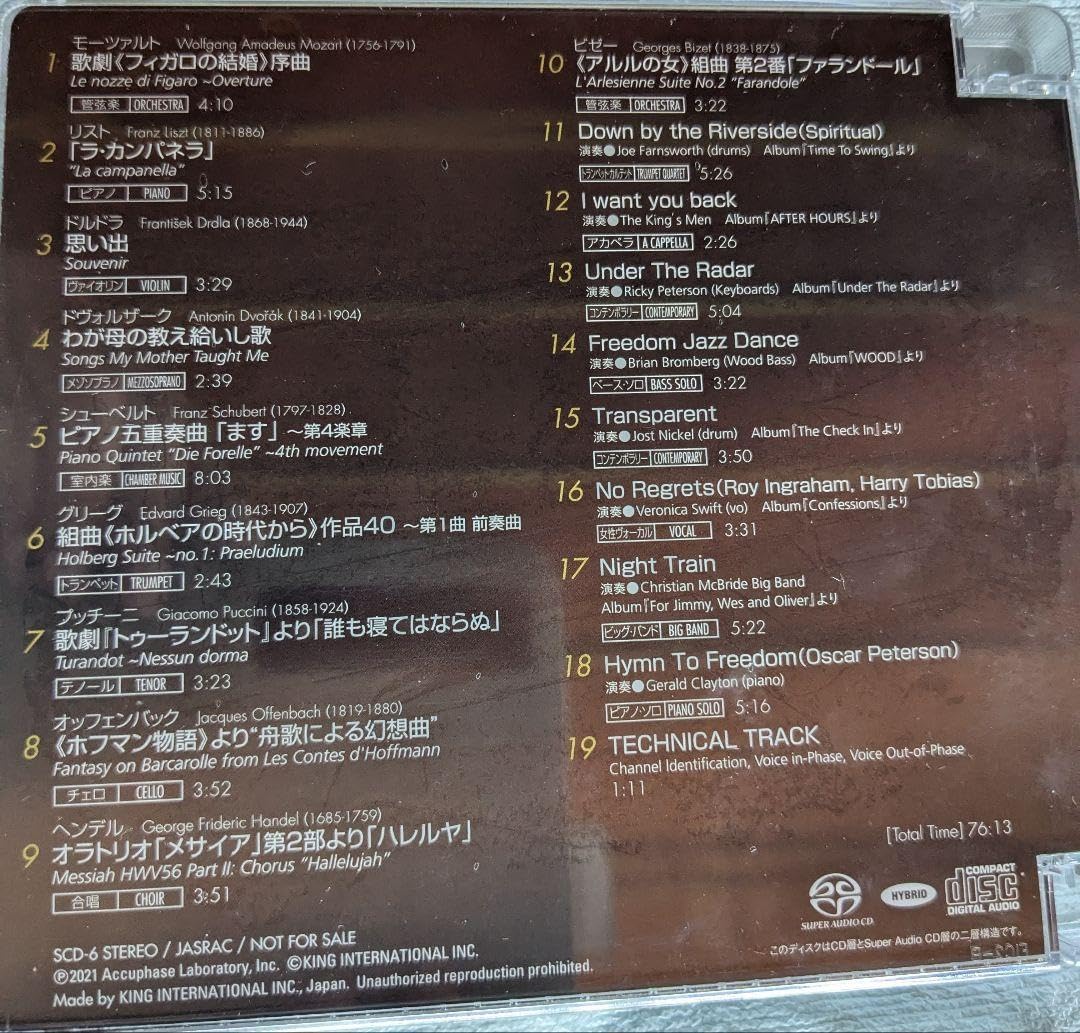 1
モーツァルト Wolfgang Amadeus Mozart (1756-1791)
歌劇《フィガロの結婚》序曲
Le nozze di Figaro ~Overture
管弦楽 ORCHESTRA 4:10
2
リスト Franz Liszt (1811-1886)
「ラ・カンパネラ」
"La campanella"
ピアノ PIANO 5:15
3
ドルドラ František Drdla (1868-1944)
思い出
Souvenir
ヴァイオリン VIOLIN 3:29
4
ドヴォルザーク Antonin Dvořák (1841-1904)
わが母の教え給いし歌
Songs My Mother Taught Me
メゾソプラノ MEZZOSOPRANO 2:39
5
シューベルト Franz Schubert (1797-1828)
ピアノ五重奏曲「ます」～第4楽章
Piano Quintet "Die Forelle" ~4th movement
室内楽 CHAMBER MUSIC 8:03
6
グリーグ Edvard Grieg (1843-1907)
組曲《ホルベアの時代から》作品40 ～第1曲 前奏曲
Holberg Suite ~no.1: Praeludium
トランペット TRUMPET 2:43
7
プッチーニ Giacomo Puccini (1858-1924)
歌劇『トゥーランドット』より「誰も寝てはならぬ」
Turandot ~Nessun dorma
テノール TENOR 3:23
8
オッフェンバック Jacques Offenbach (1819-1880)
《ホフマン物語》より"舟歌による幻想曲"
Fantasy on Barcarolle from Les Contes d'Hoffmann
チェロ CELLO 3:52
9
ヘンデル George Frideric Handel (1685-1759)
オラトリオ「メサイア」第2部より「ハレルヤ」
Messiah HWV56 Part II: Chorus "Hallelujah"
合唱 CHOIR 3:51
10
ビゼー Georges Bizet (1838-1875)
《アルルの女》組曲 第2番「ファランドール」
L'Arlesienne Suite No.2 "Farandole"
管弦楽 ORCHESTRA 3:22
11 Down by the Riverside(Spiritual)
演奏●Joe Farnsworth (drums) Album『Time To Swing』より
トランペットカルテット TRUMPET QUARTET 5:26
12 I want you back
演奏●The King's Men Album『AFTER HOURS』より
アカペラ A CAPPELLA 2:26
13 Under The Radar
演奏●Ricky Peterson (Keyboards) Album『Under The Radar』より
コンテンポラリー CONTEMPORARY 5:04
14 Freedom Jazz Dance
演奏●Brian Bromberg (Wood Bass) Album『WOOD』より
ベース・ソロ BASS SOLO 3:22
15 Transparent
演奏●Jost Nickel (drum) Album『The Check In』より
コンテンポラリー CONTEMPORARY 3:50
16 No Regrets(Roy Ingraham, Harry Tobias)
演奏●Veronica Swift (vo) Album『Confessions』より
女性ヴォーカル VOCAL 3:31
17 Night Train
演奏●Christian McBride Big Band
Album『For Jimmy, Wes and Oliver』より
ビッグ・バンド BIG BAND 5:22
18 Hymn To Freedom(Oscar Peterson)
演奏●Gerald Clayton (piano)
ピアノ・ソロ PIANO SOLO 5:16
19 TECHNICAL TRACK
Channel Identification, Voice in-Phase, Voice Out-of-Phase
1:11
[Total Time] 76:13
SUPER AUDIO CD
HYBRID
COMPACT
disc
DIGITAL AUDIO
このディスクはCD層とSuper Audio CD層の二層構造です。
SCD-6 STEREO / JASRAC / NOT FOR SALE
℗2021 Accuphase Laboratory, Inc. ©KING INTERNATIONAL INC.
Made by KING INTERNATIONAL INC., Japan. Unauthorized reproduction prohibited.